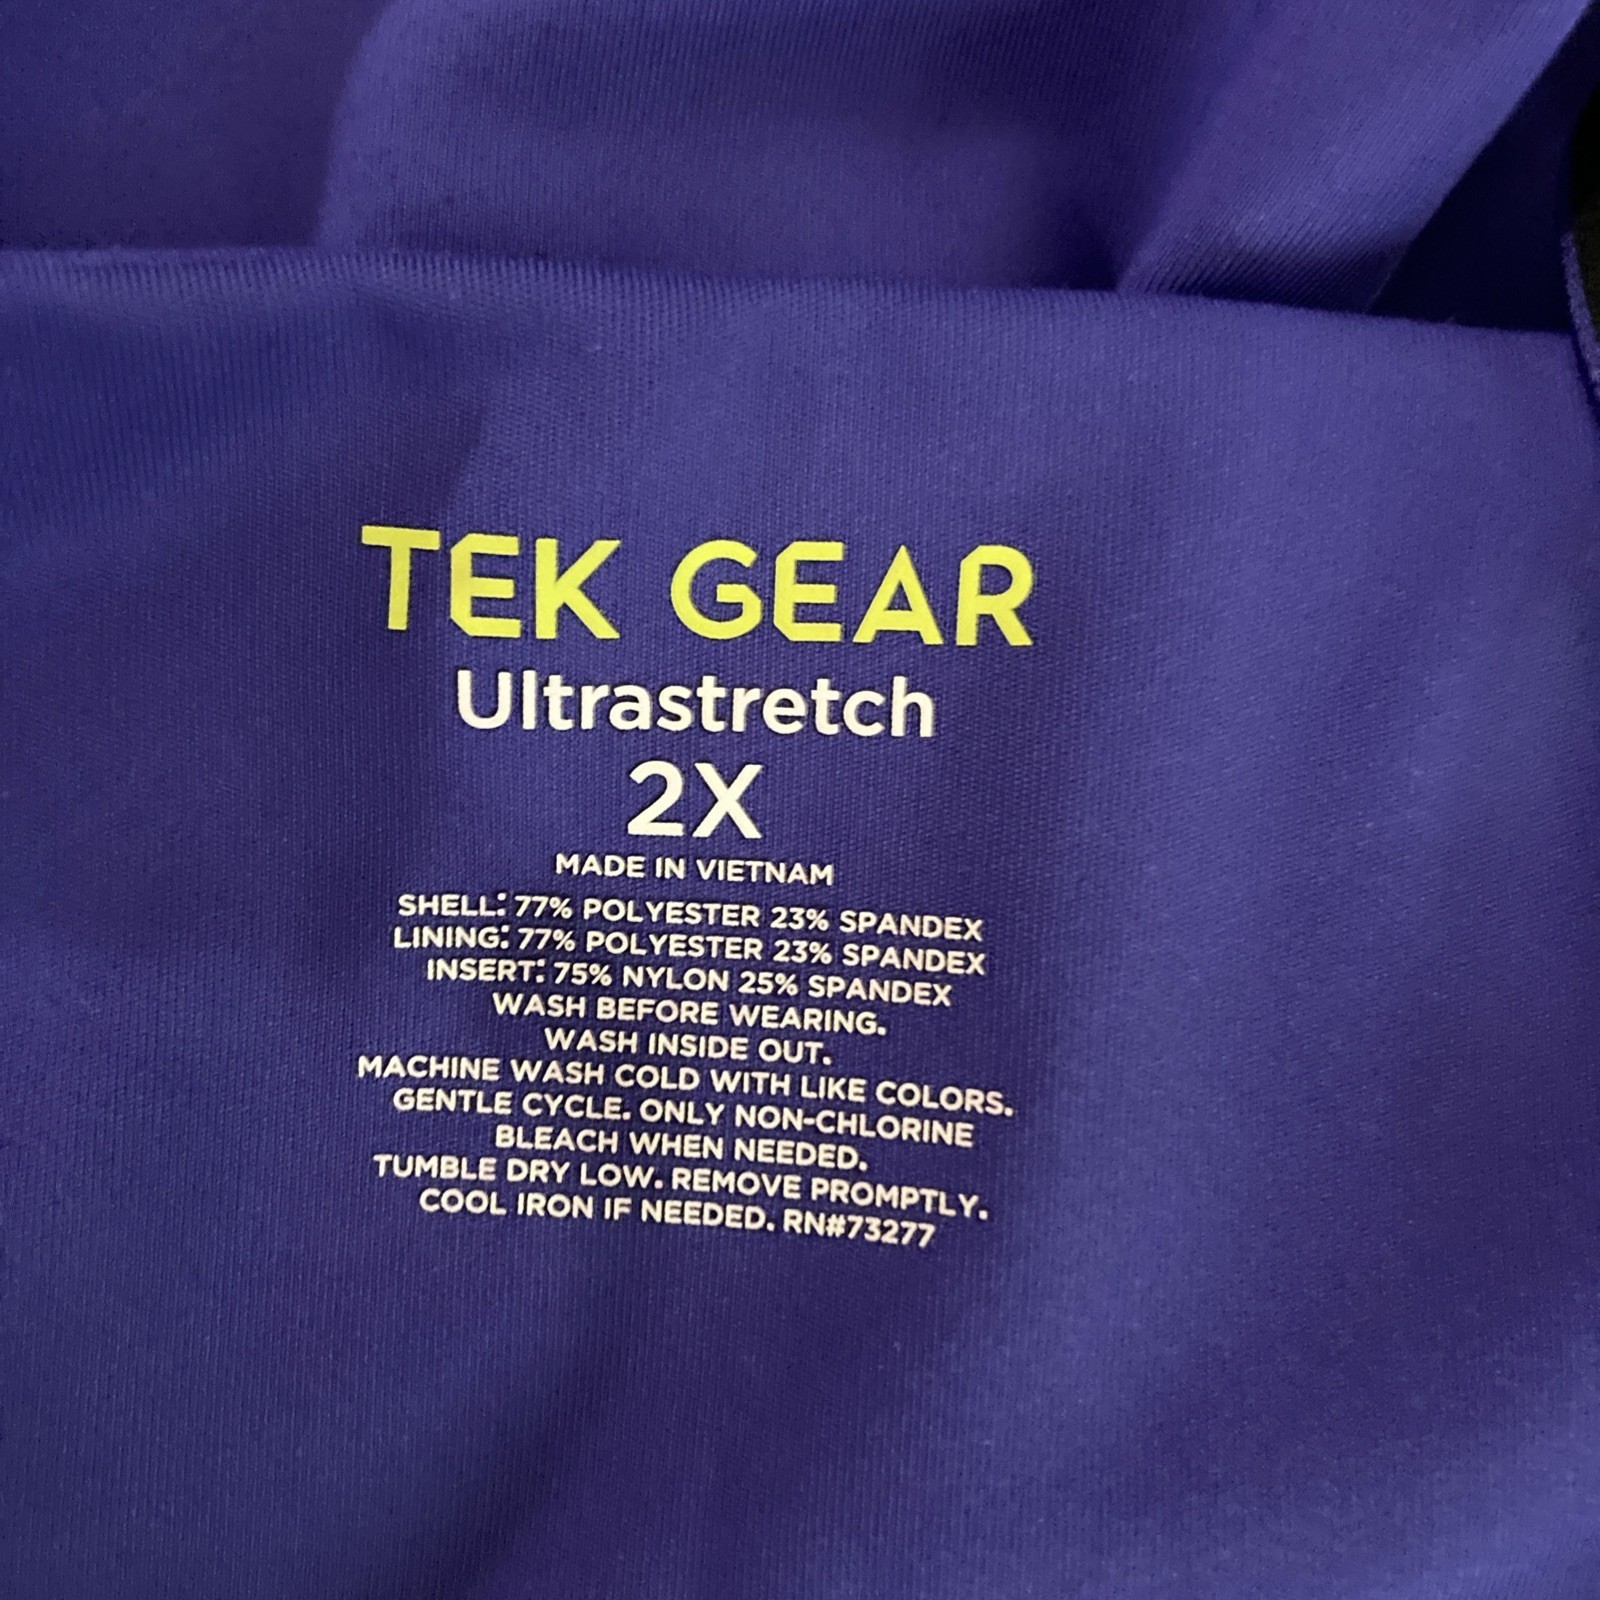 TEK GEAR
Ultrastretch
2X
MADE IN VIETNAM
SHELL: 77% POLYESTER 23% SPANDEX
LINING: 77% POLYESTER 23% SPANDEX
INSERT: 75% NYLON 25% SPANDEX
WASH BEFORE WEARING.
WASH INSIDE OUT.
MACHINE WASH COLD WITH LIKE COLORS.
GENTLE CYCLE. ONLY NON-CHLORINE
BLEACH WHEN NEEDED.
TUMBLE DRY LOW. REMOVE PROMPTLY.
COOL IRON IF NEEDED. RN#73277